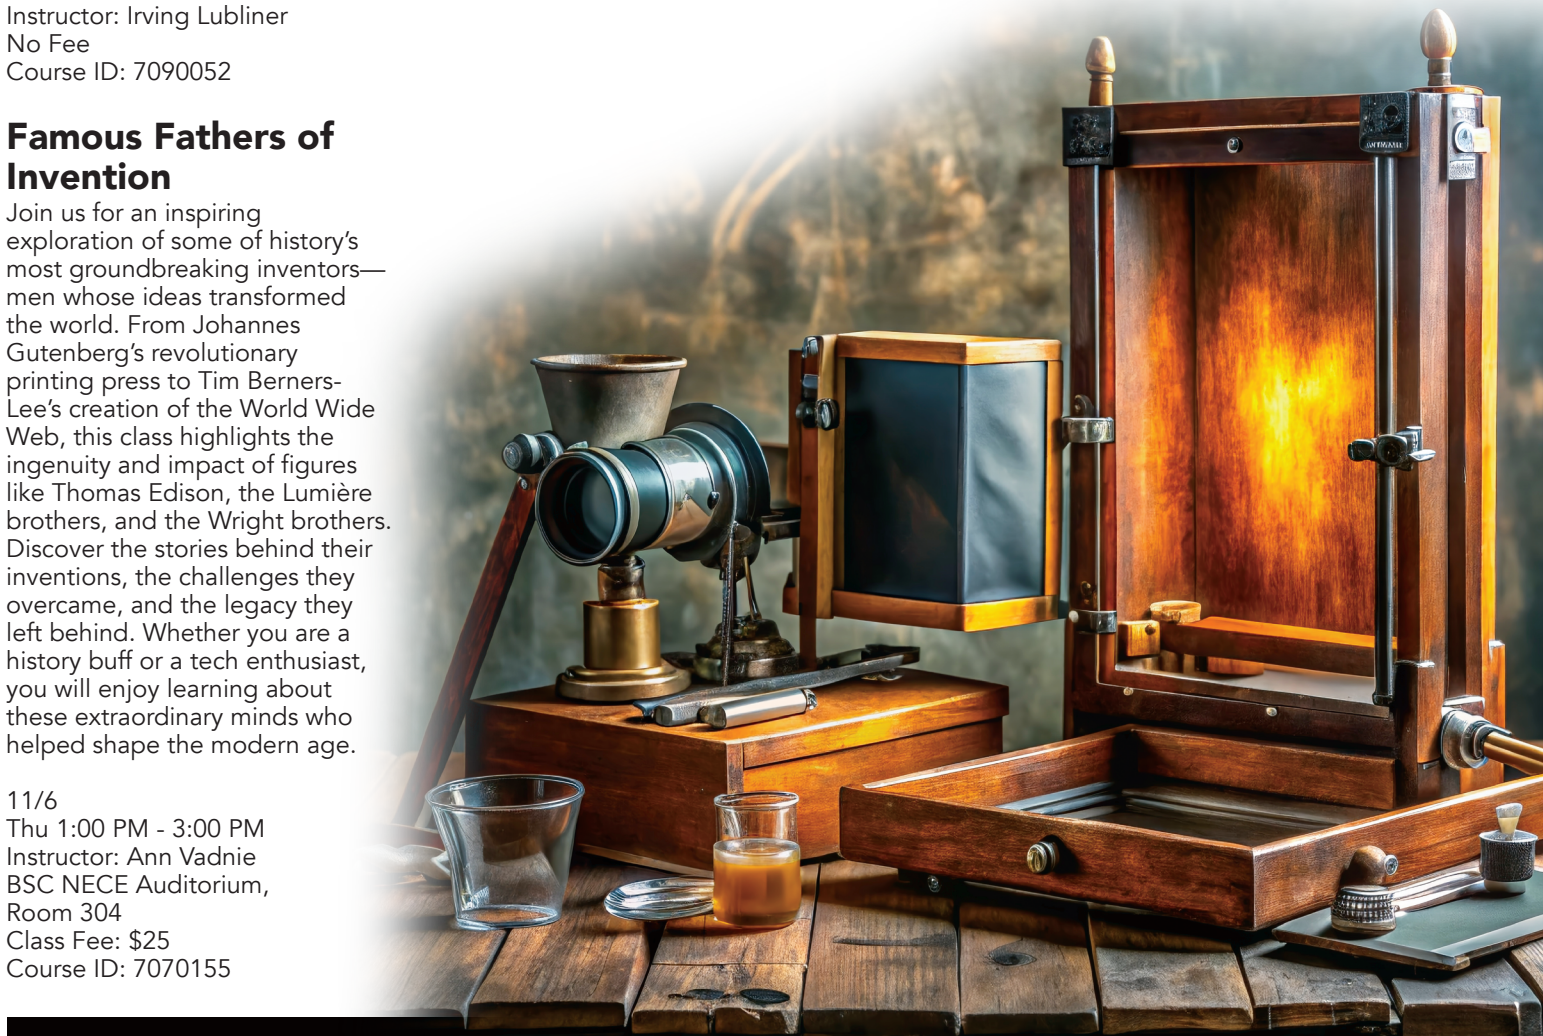 Instructor: Irving Lubliner
No Fee
Course ID: 7090052
Famous Fathers of
Invention
Join us for an inspiring
exploration of some of history’s
most groundbreaking inventors—
men whose ideas transformed
the world. From Johannes
Gutenberg’s revolutionary
printing press to Tim Berners-
Lee’s creation of the World Wide
Web, this class highlights the
ingenuity and impact of figures
like Thomas Edison, the Lumière
brothers, and the Wright brothers.
Discover the stories behind their
inventions, the challenges they
overcame, and the legacy they
left behind. Whether you are a
history buff or a tech enthusiast,
you will enjoy learning about
these extraordinary minds who
helped shape the modern age.
11/6
Thu 1:00 PM - 3:00 PM
Instructor: Ann Vadnie
BSC NECE Auditorium,
Room 304
Class Fee: $25
Course ID: 7070155